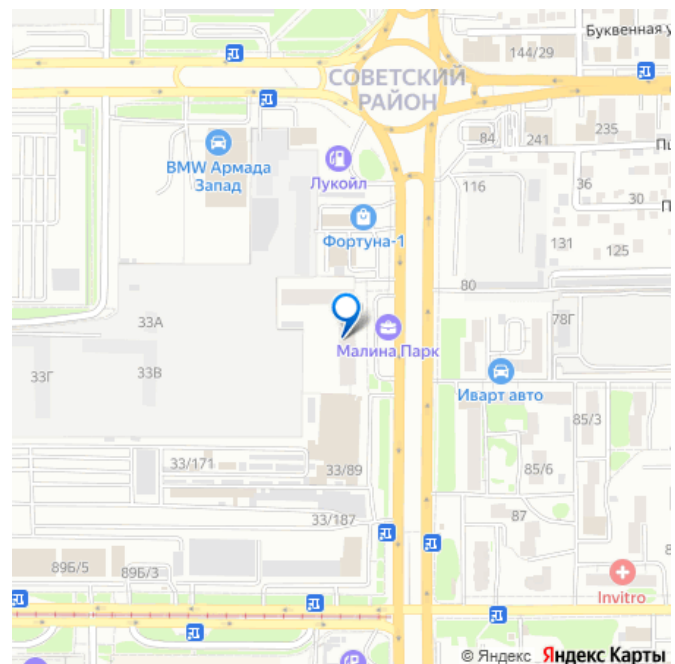 Буквенная у
144/29
СОВЕТСКИЙ
РАЙОН
235
84
241
BMW Армада
Запад
Лукойл
116
36
30
Фортуна-1
131
125
80
33А
78Г
Малина Парк
33Г
33В
Иварт авто
85/3
33/171
33/89
85/6
33/187
87
89Б/5
89Б/3
Invitro
© Яндекс Яндекс Карты